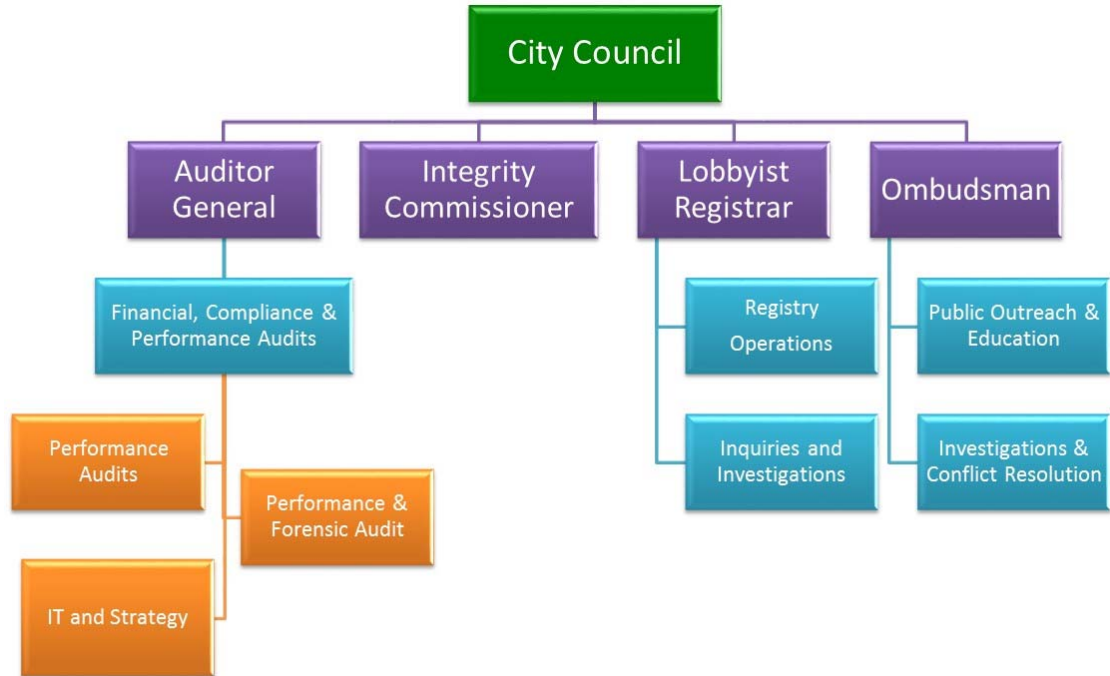 City Council
Auditor
General
Integrity
Commissioner
Lobbyist
Registrar
Ombudsman
Financial, Compliance &
Performance Audits
Registry
Operations
Public Outreach &
Education
Performance
Audits
Performance &
Forensic Audit
Inquiries and
Investigations
Investigations &
Conflict Resolution
IT and Strategy